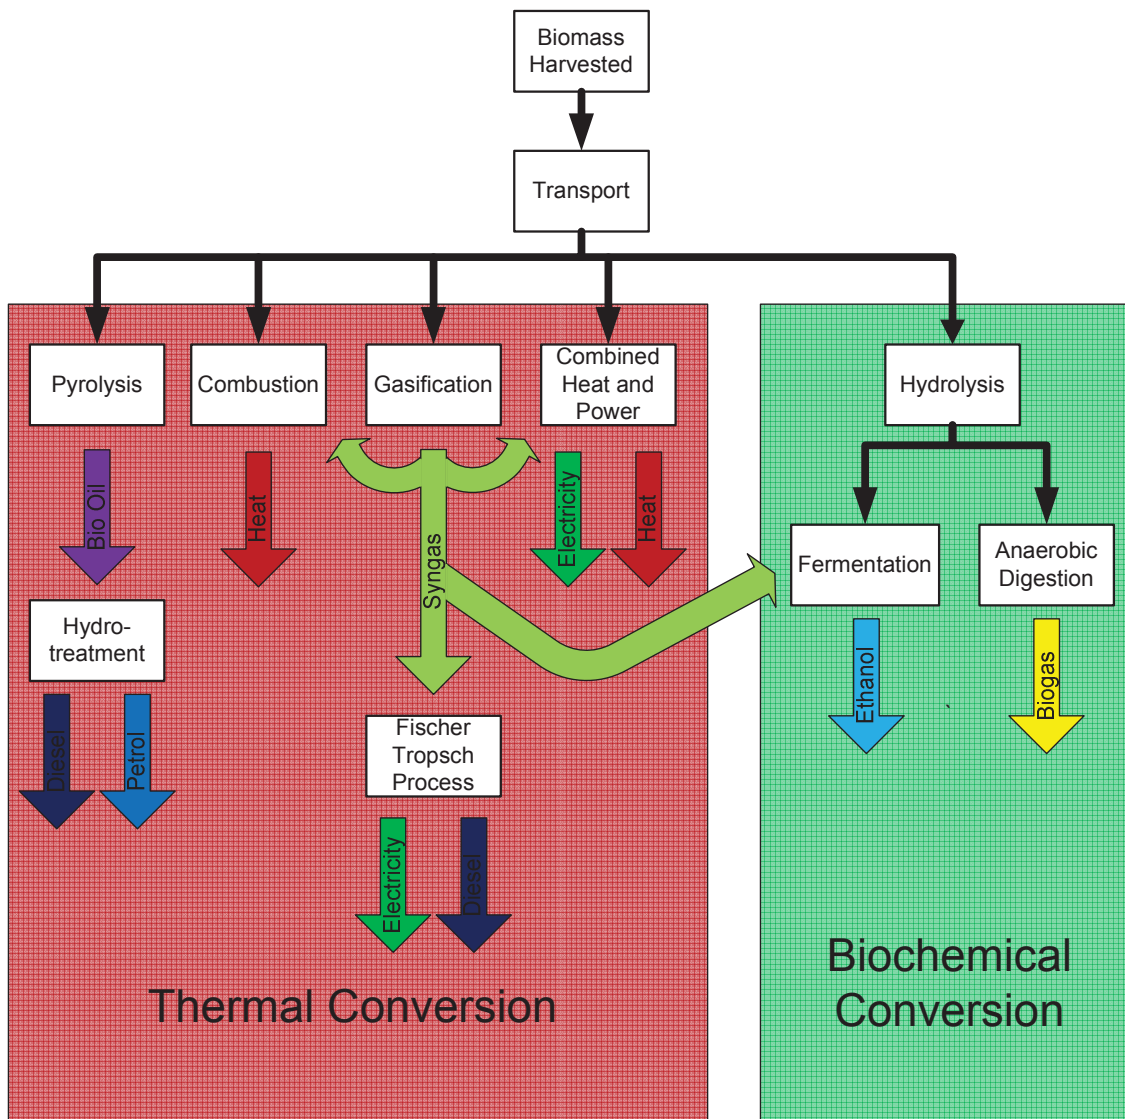 Biomass
Harvested
Transport
Pyrolysis
Combustion
Gasification
Combined
Heat and
Power
Hydrolysis
Bio Oil
Heat
Syngas
Electricity
Heat
Fermentation
Anaerobic
Digestion
Hydro-
treatment
Ethanol
Biogas
Diesel
Petrol
Fischer
Tropsch
Process
Electricity
Diesel
Thermal Conversion
Biochemical
Conversion